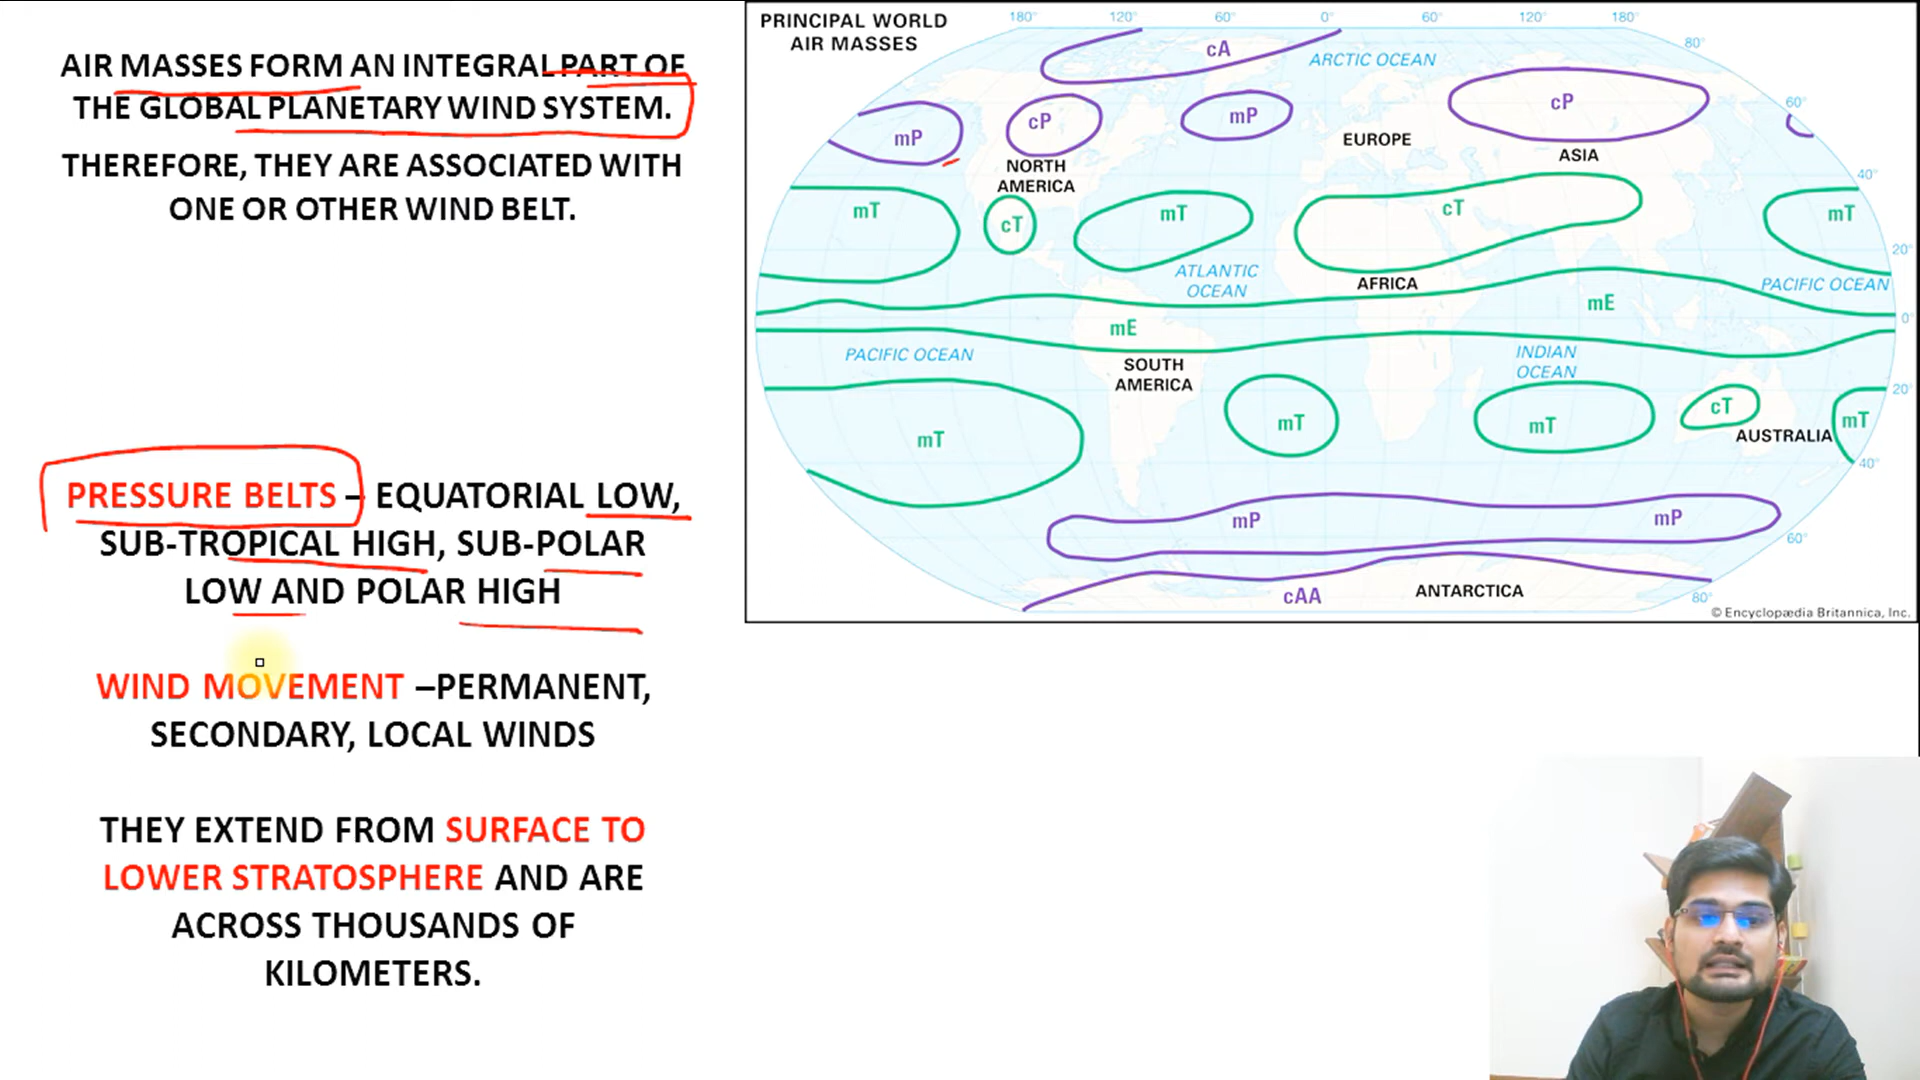 AIR MASSES FORM AN INTEGRAL PART OF
THE GLOBAL PLANETARY WIND SYSTEM.
THEREFORE, THEY ARE ASSOCIATED WITH
ONE OR OTHER WIND BELT.
PRESSURE BELTS – EQUATORIAL LOW,
SUB-TROPICAL HIGH, SUB-POLAR
LOW AND POLAR HIGH
WIND MOVEMENT –PERMANENT,
SECONDARY, LOCAL WINDS
THEY EXTEND FROM SURFACE TO
LOWER STRATOSPHERE AND ARE
ACROSS THOUSANDS OF
KILOMETERS.
PRINCIPAL WORLD
AIR MASSES
180° 120° 60° 0° 60° 120° 180°
80°
cA
ARCTIC OCEAN
60°
mP
cP
mP
cP
EUROPE
ASIA
NORTH
AMERICA
40°
mT
cT
mT
cT
mT
20°
ATLANTIC
OCEAN
AFRICA
PACIFIC OCEAN
mE
0°
mE
PACIFIC OCEAN
SOUTH
AMERICA
INDIAN
OCEAN
20°
mT
mT
mT
cT
mT
AUSTRALIA
40°
mP
mP
60°
cAA
ANTARCTICA
80°
© Encyclopædia Britannica, Inc.